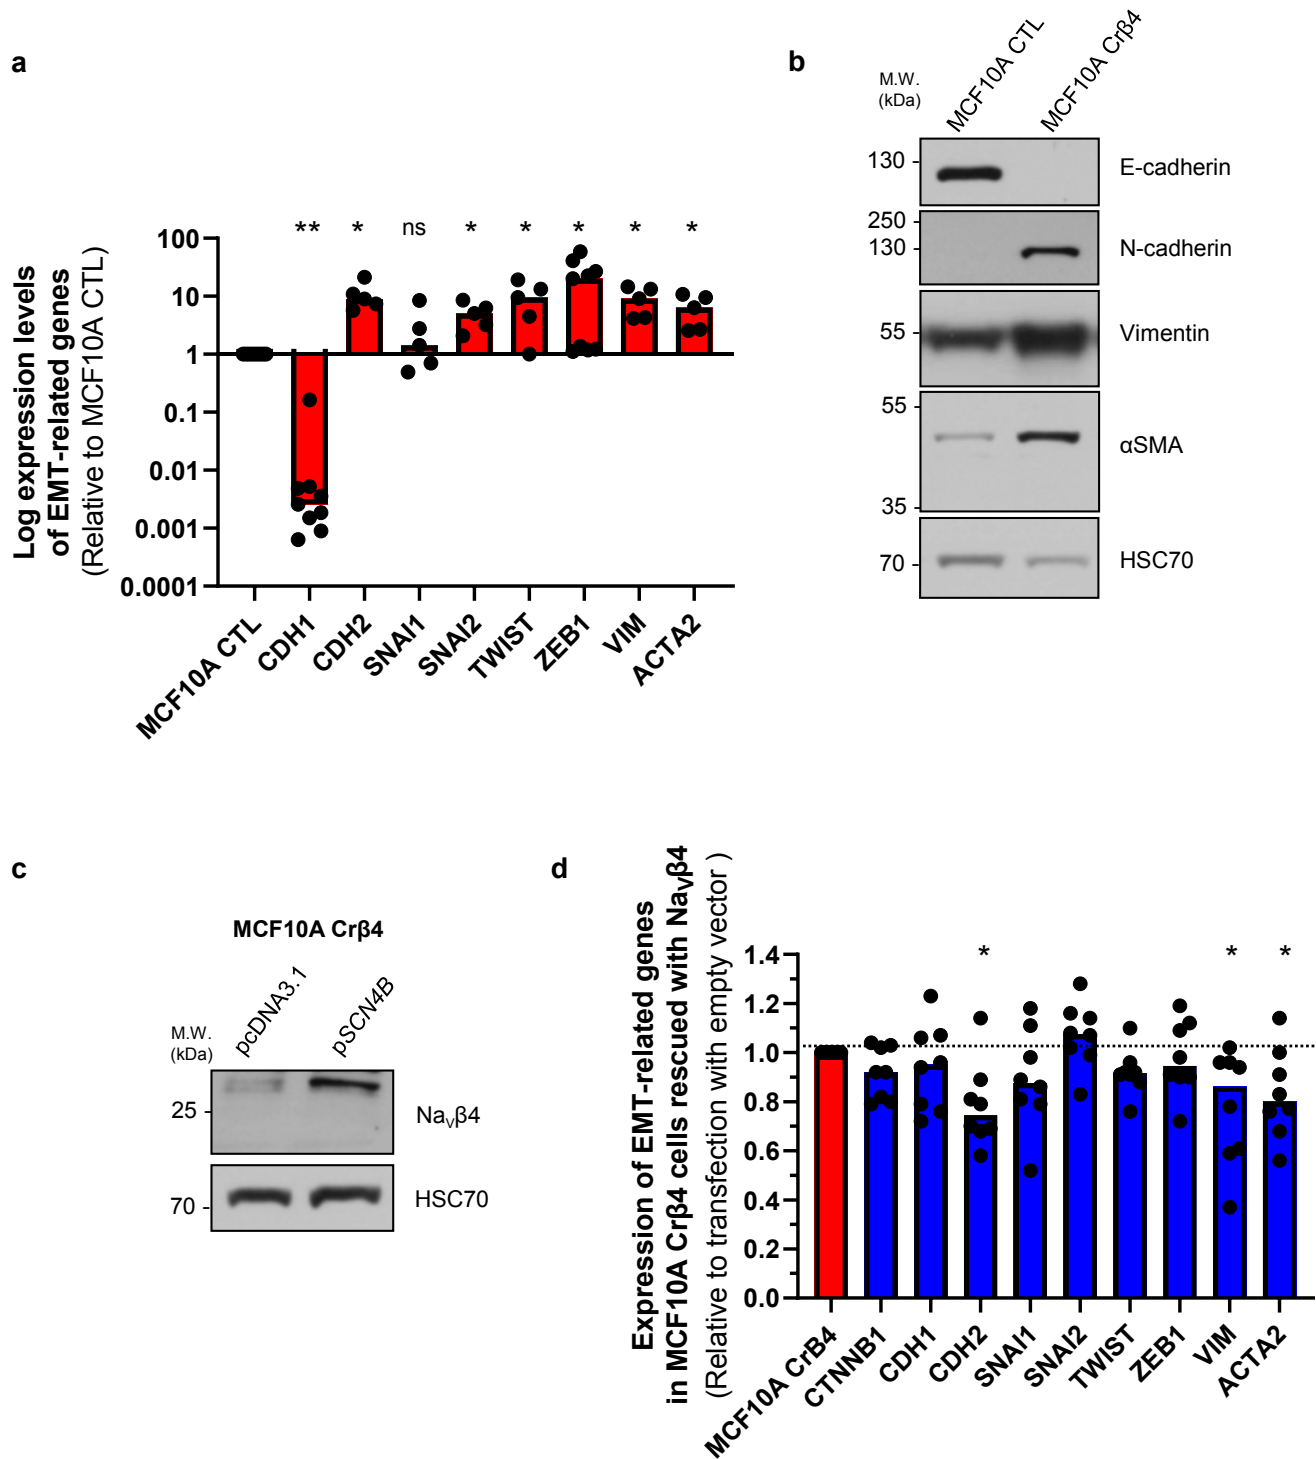 a
Log expression levels
of EMT-related genes
(Relative to MCF10A CTL)
** * ns * * * * *
100
10
1
0.1
0.01
0.001
0.0001
MCF10A CTL
CDH1
CDH2
SNAI1
SNAI2
TWIST
ZEB1
VIM
ACTA2
b
M.W.
(kDa)
MCF10A CTL
MCF10A Crβ4
130 -
E-cadherin
250 -
130 -
N-cadherin
55 -
Vimentin
55 -
αSMA
35 -
70 -
HSC70
c
MCF10A Crβ4
M.W.
(kDa)
pcDNA3.1
pSCN4B
25 -
NaVβ4
70 -
HSC70
d
Expression of EMT-related genes
in MCF10A Crβ4 cells rescued with NaVβ4
(Relative to transfection with empty vector )
* * *
1.4
1.2
1.0
0.8
0.6
0.4
0.2
0.0
MCF10A CrB4
CTNNB1
CDH1
CDH2
SNAI1
SNAI2
TWIST
ZEB1
VIM
ACTA2